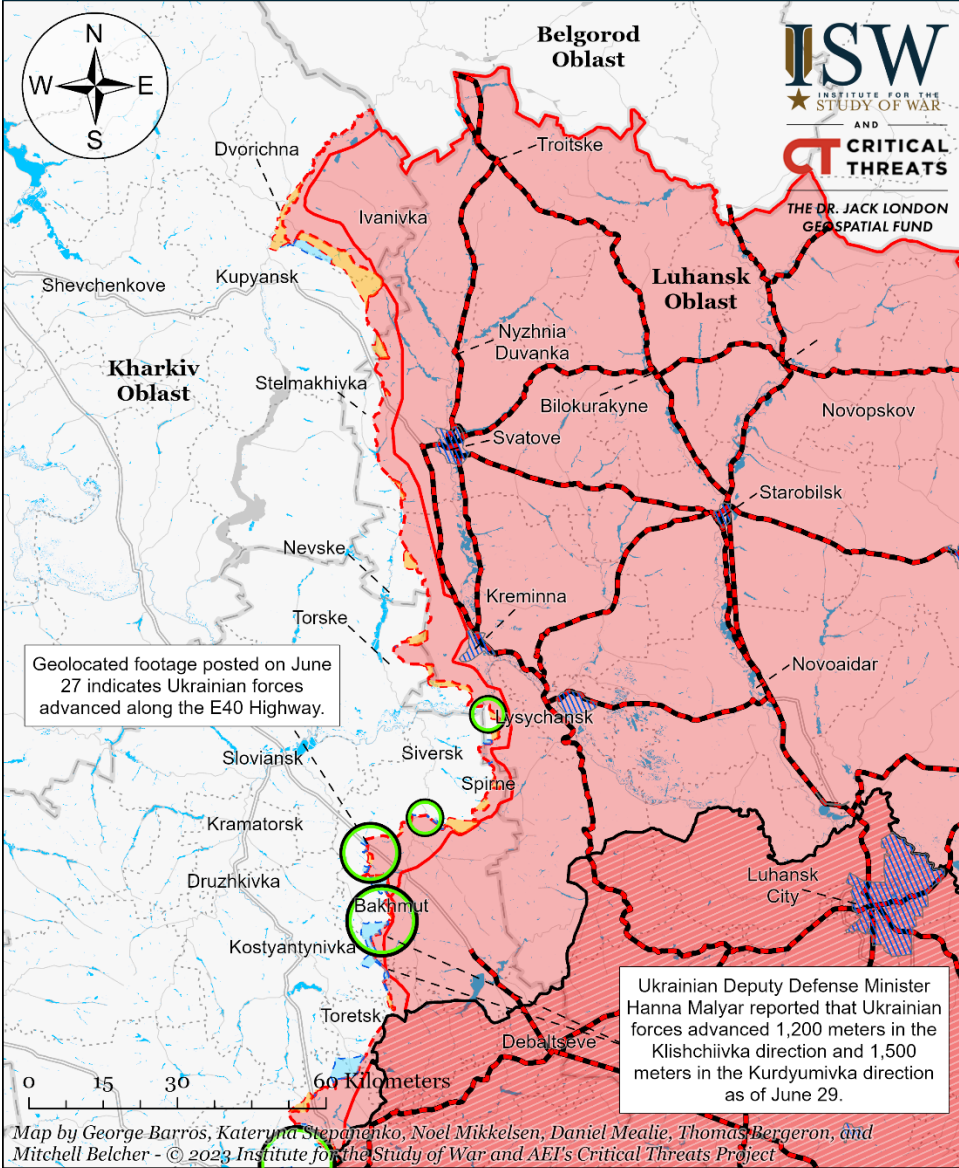 N
W
E
S
Belgorod
Oblast
ISW
INSTITUTE FOR THE
STUDY OF WAR
AND
CT CRITICAL
THREATS
THE DR. JACK LONDON
GEOSPATIAL FUND
Dvorichna
Troitske
Ivanivka
Kupyansk
Shevchenkove
Luhansk
Oblast
Nyzhnia
Duvanka
Kharkiv
Oblast
Stelmakhivka
Bilokurakyne
Novopskov
Svatove
Starobilsk
Nevske
Kreminna
Torske
Geolocated footage posted on June
27 indicates Ukrainian forces
advanced along the E40 Highway.
Novoaidar
Lysychansk
Sloviansk
Siversk
Spirne
Kramatorsk
Druzhkivka
Luhansk
City
Bakhmut
Kostyantynivka
Ukrainian Deputy Defense Minister
Hanna Malyar reported that Ukrainian
forces advanced 1,200 meters in the
Klishchiivka direction and 1,500
meters in the Kurdyumivka direction
as of June 29.
Toretsk
Debaltseve
0 15 30 60 Kilometers
Map by George Barros, Kateryna Stepanenko, Noel Mikkelsen, Daniel Mealie, Thomas Bergeron, and
Mitchell Belcher - © 2023 Institute for the Study of War and AEI's Critical Threats Project